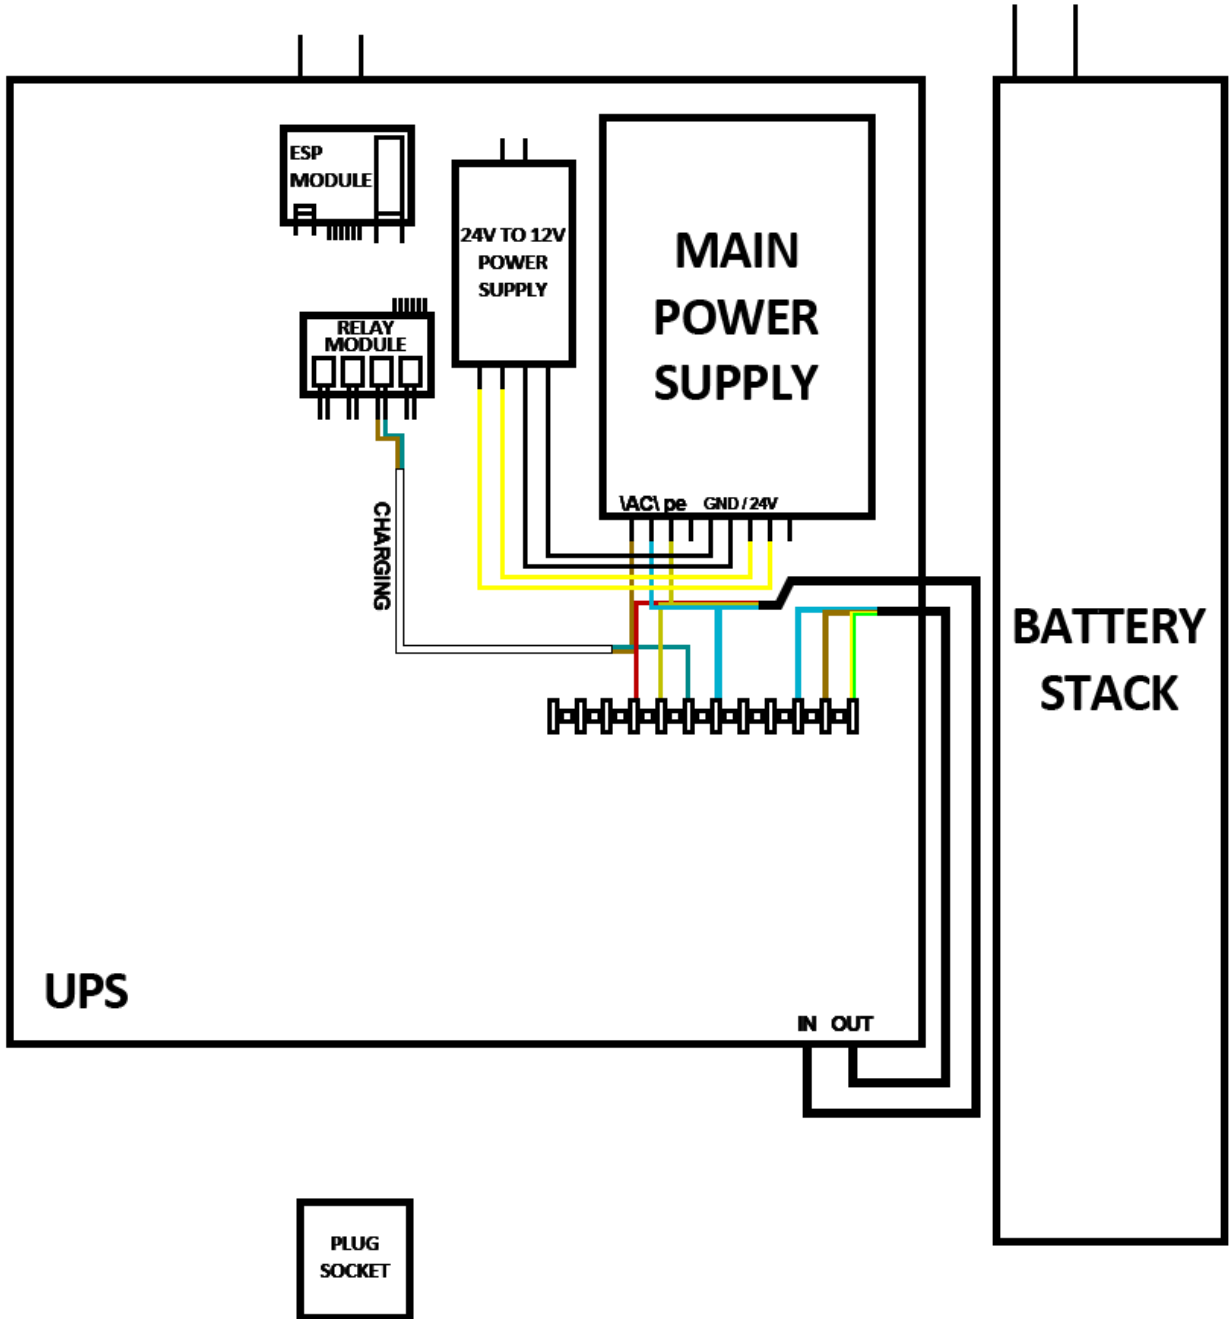 ESP
MODULE
24V TO 12V
POWER
SUPPLY
MAIN
POWER
SUPPLY
RELAY
MODULE
\AC\ pe GND / 24V
CHARGING
BATTERY
STACK
UPS
IN OUT
PLUG
SOCKET